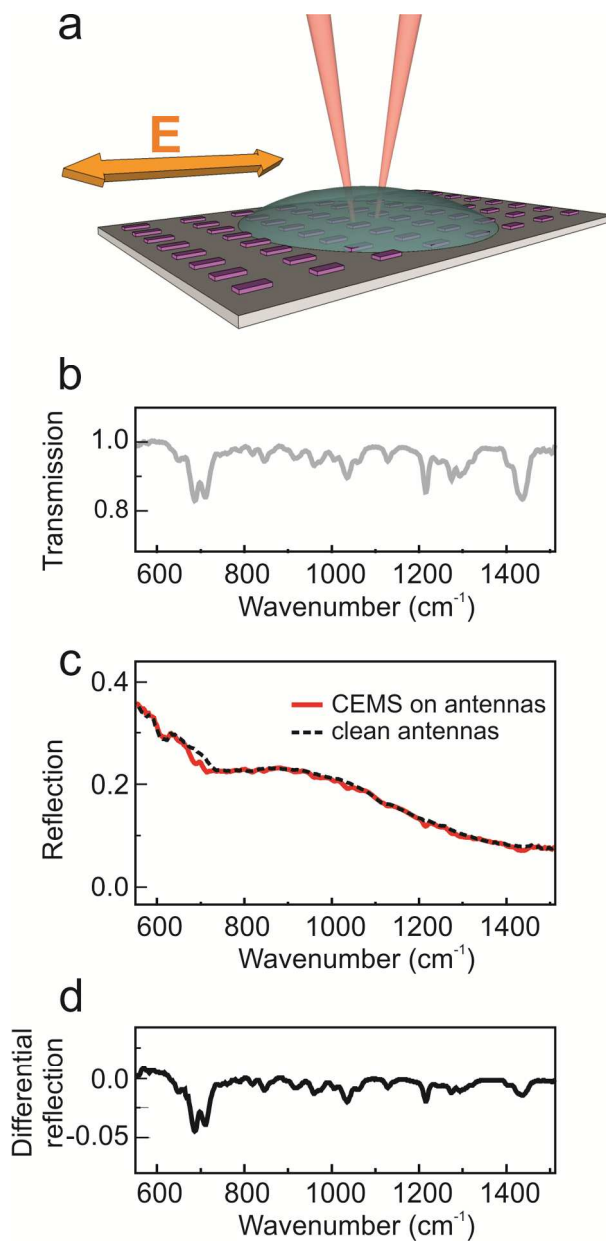 a
E
b
Transmission
1.0
0.8
600 800 1000 1200 1400
Wavenumber (cm⁻¹)
c
Reflection
0.4
0.2
0.0
CEMS on antennas
clean antennas
600 800 1000 1200 1400
Wavenumber (cm⁻¹)
d
Differential
reflection
0.0
-0.05
600 800 1000 1200 1400
Wavenumber (cm⁻¹)